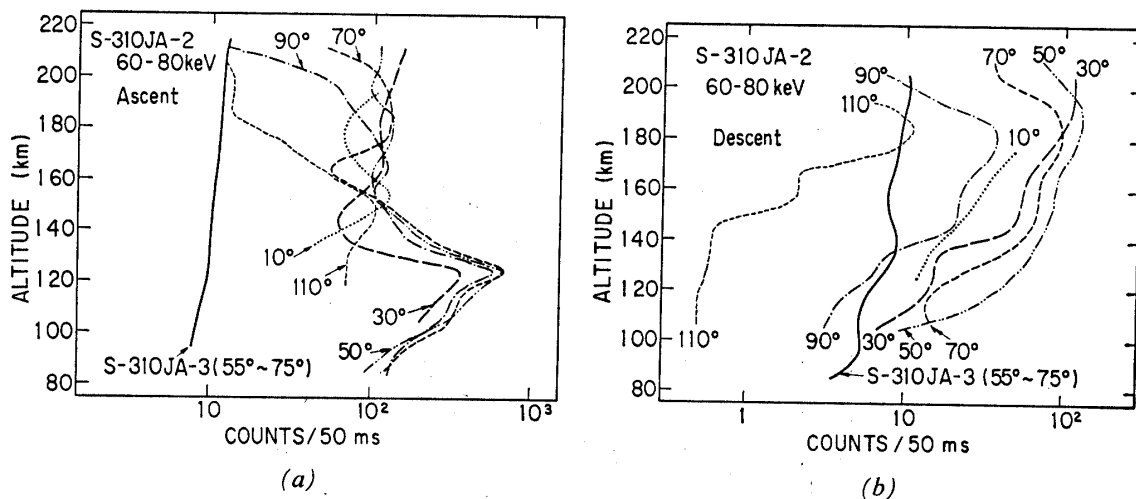 S-310JA-2
60-80keV
Ascent
90°
70°
10°
110°
30°
50°
S-310JA-3(55°~75°)
220
200
180
160
140
120
100
80
ALTITUDE (km)
10
10²
10³
COUNTS/50 ms
(a)
S-310JA-2
60-80 keV
Descent
70°
50°
30°
90°
110°
10°
110°
90°
30°
50°
70°
S-310JA-3 (55°~75°)
220
200
180
160
140
120
100
80
ALTITUDE (km)
1
10
10²
COUNTS/50 ms
(b)